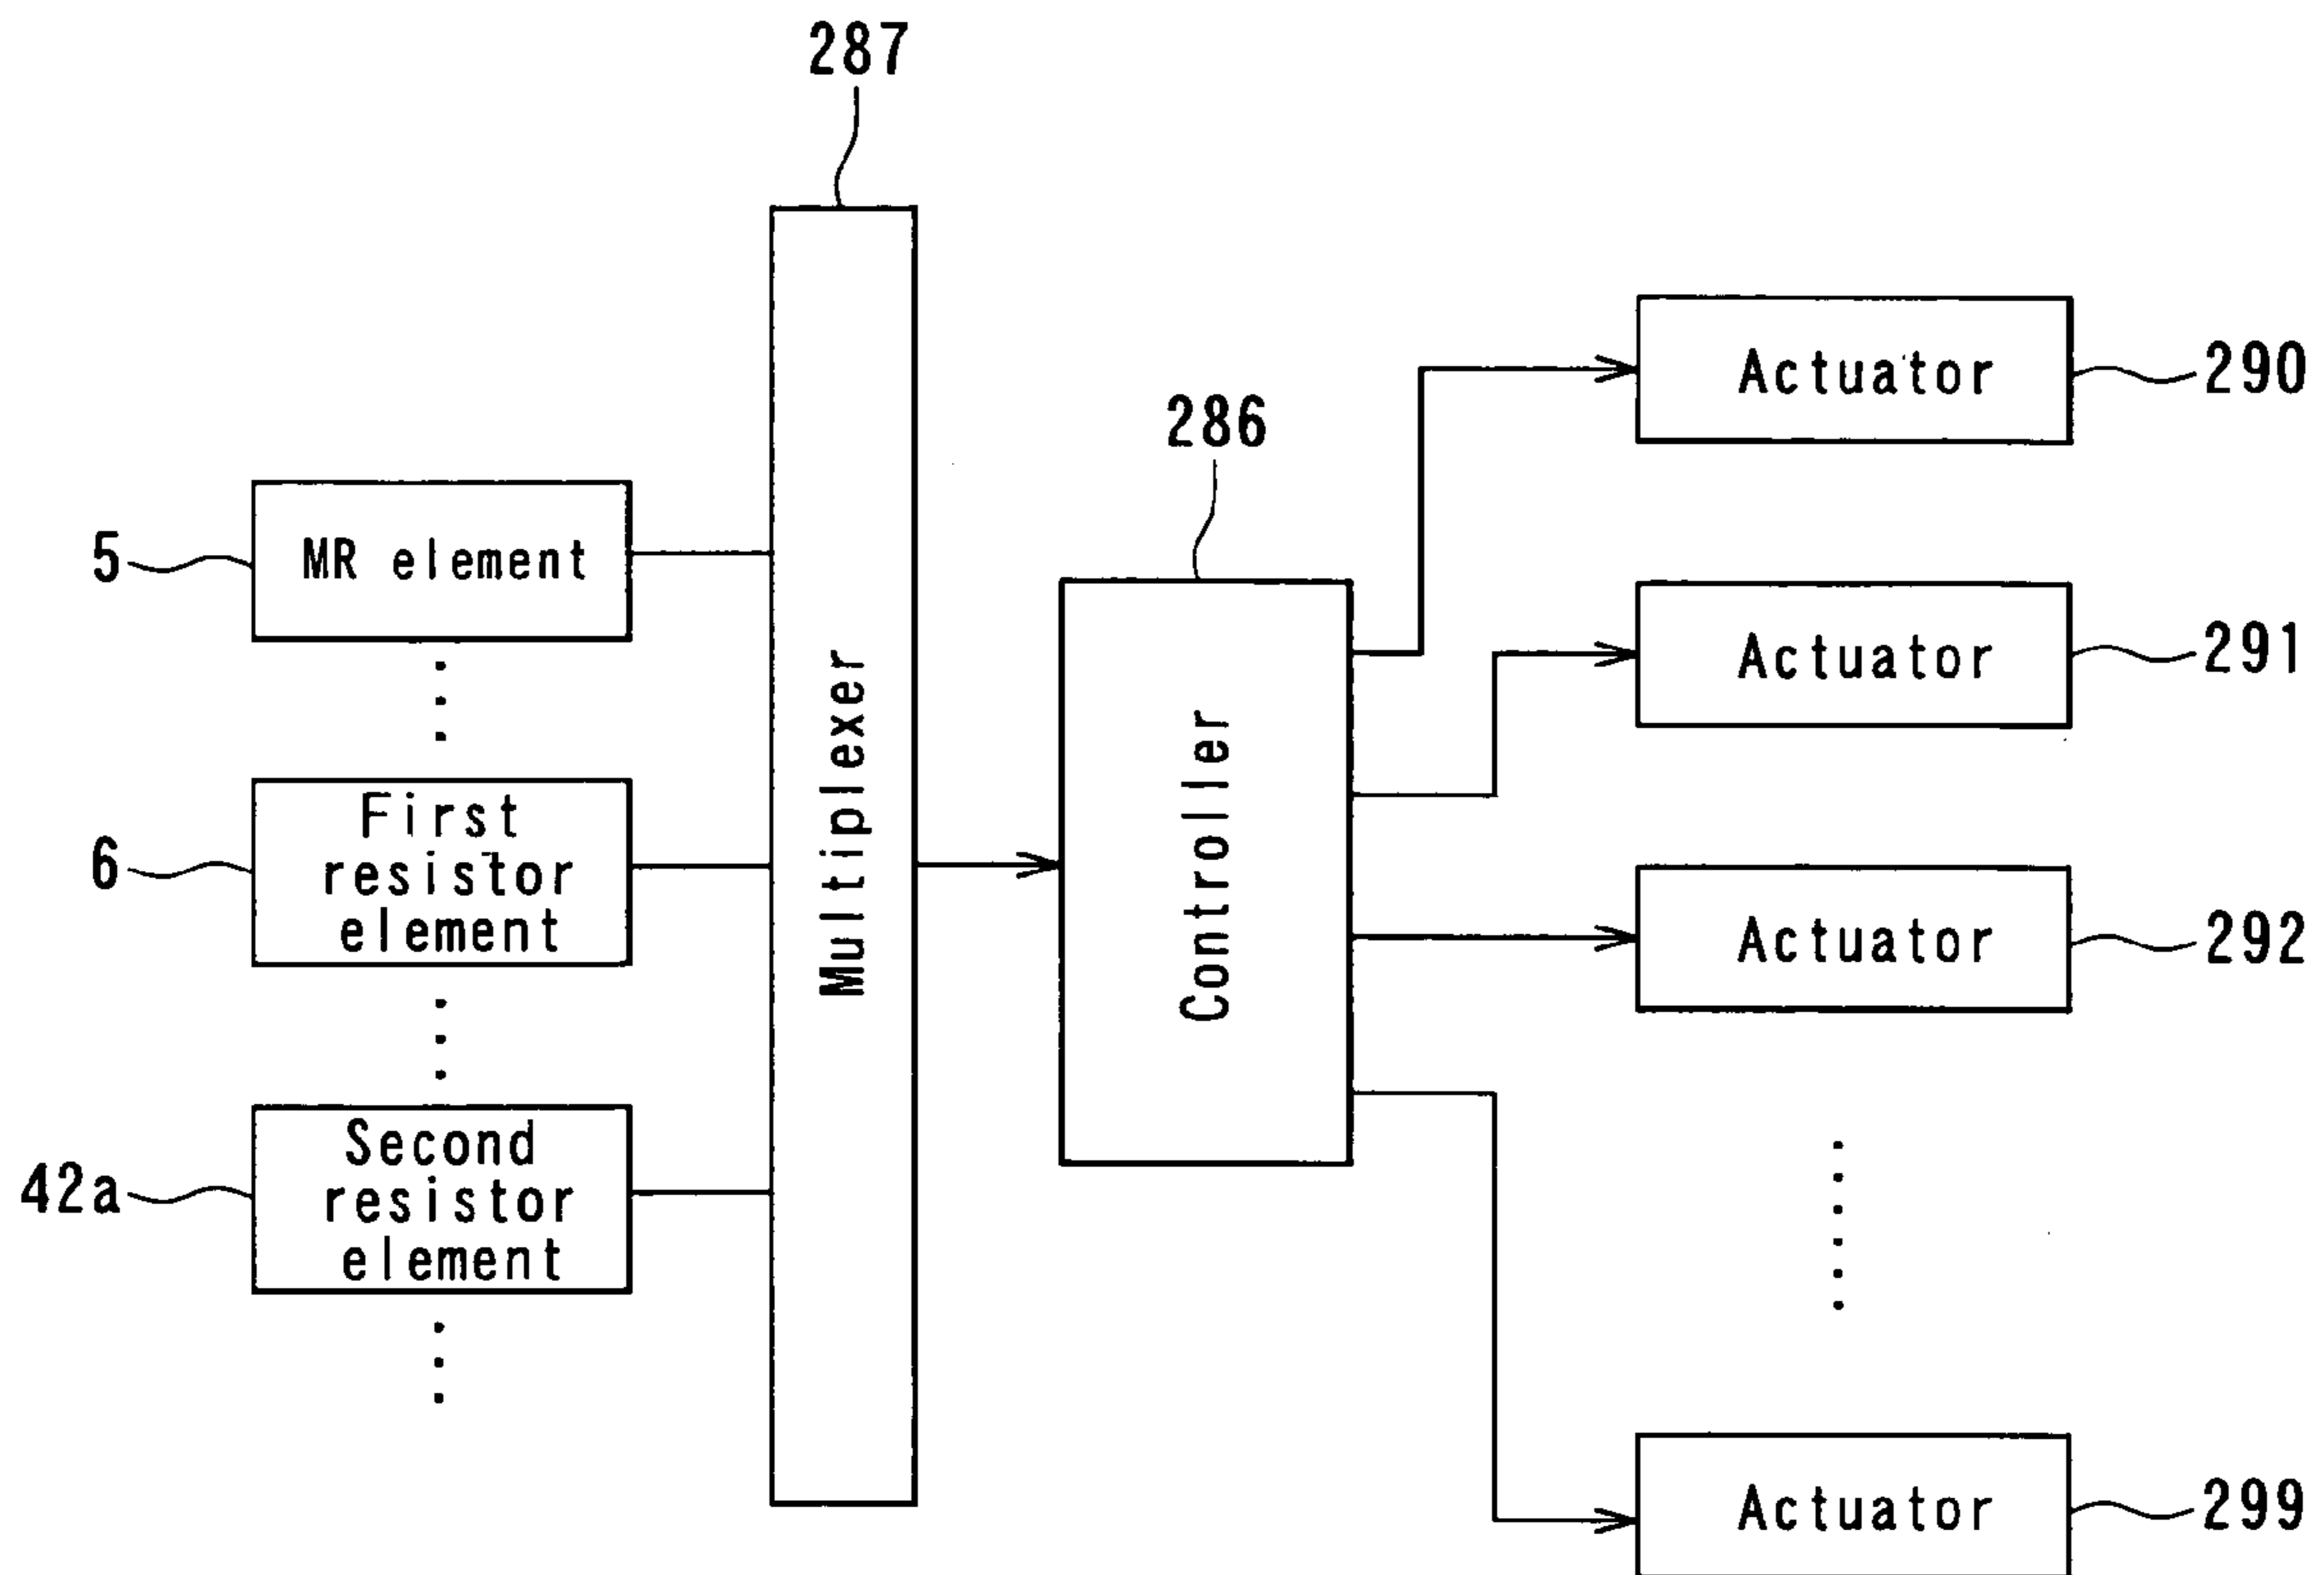 287
286
5
MR element
6
First
resistor
element
42a
Second
resistor
element
Multiplexer
Controller
Actuator
290
Actuator
291
Actuator
292
Actuator
299